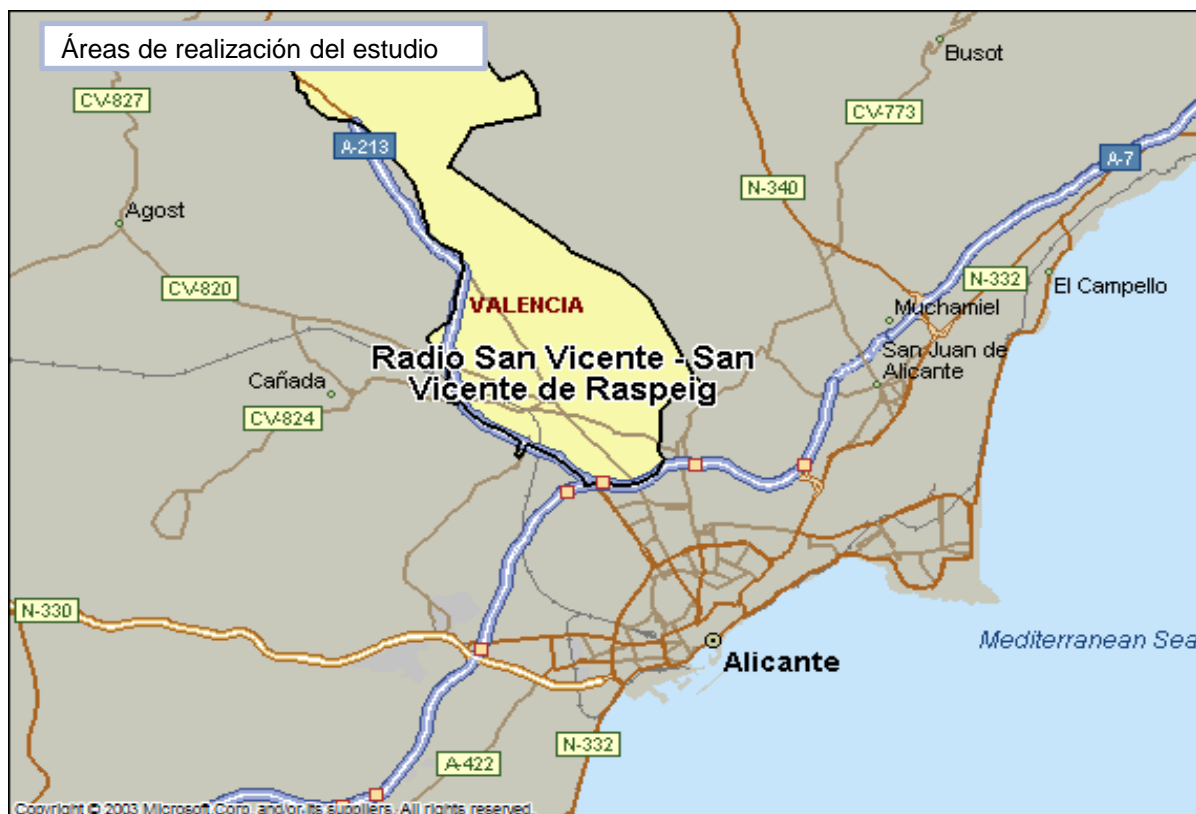 Áreas de realización del estudio
Busot
CV-827
CV-773
A-213
A-7
N-340
Agost
CV-820
N-332
El Campello
VALENCIA
Muchamiel
Radio San Vicente - San
Vicente de Raspeig
San Juan de
Alicante
Cañada
CV-824
N-330
Mediterranean Sea
Alicante
N-332
A-422
Copyright © 2003 Microsoft Corp. and/or its suppliers. All rights reserved.